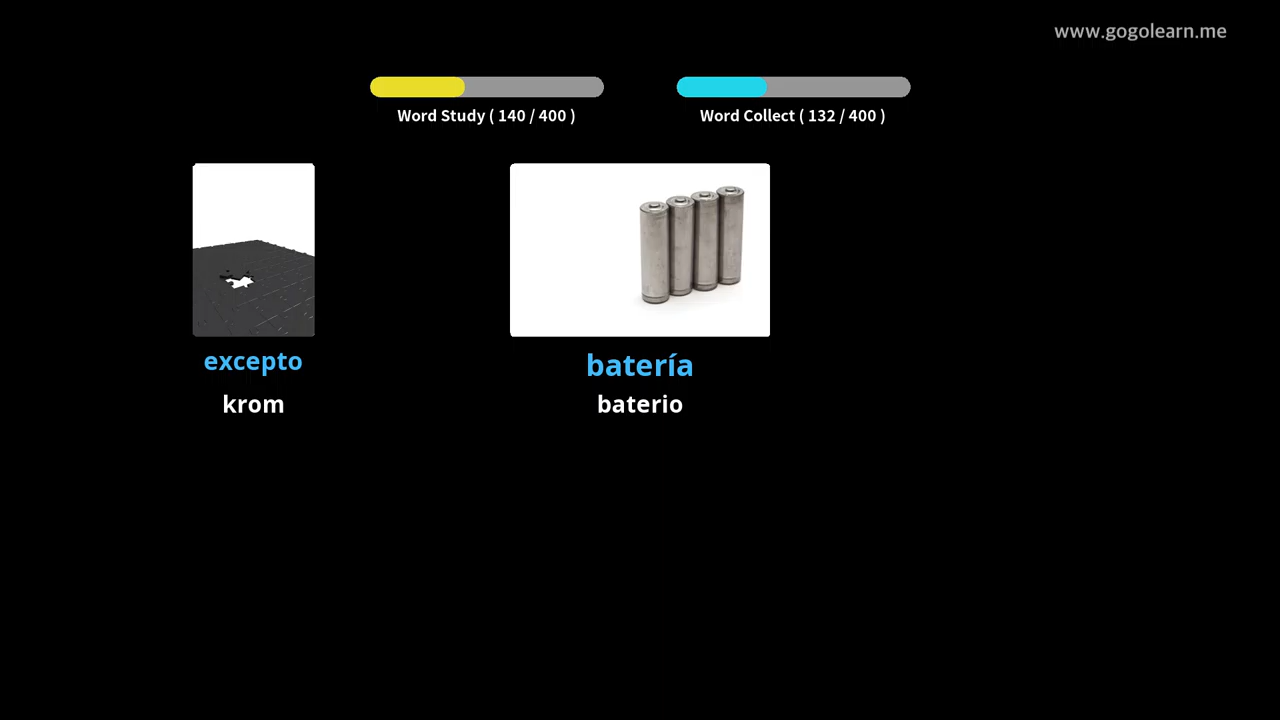 www.gogolearn.me
Word Study ( 140 / 400 )
Word Collect ( 132 / 400 )
excepto
krom
batería
baterio